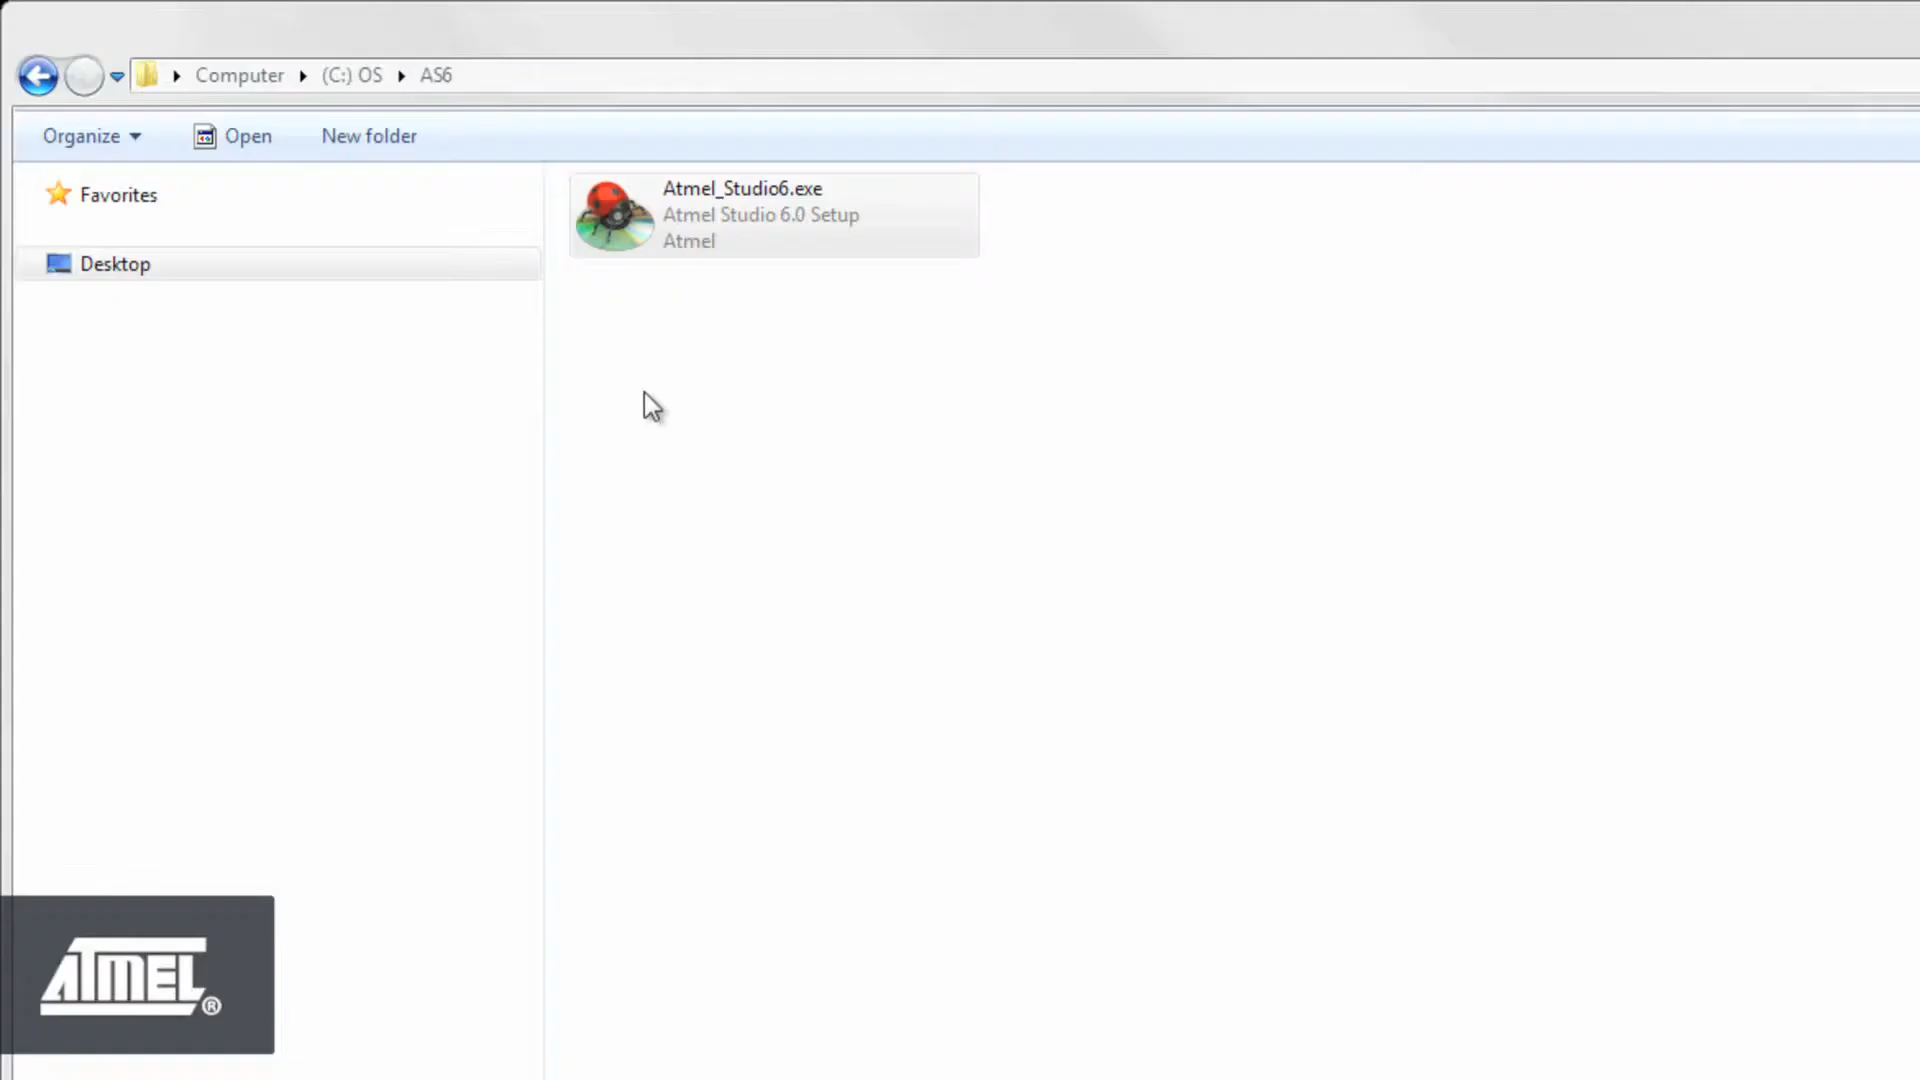 Computer (C:) OS AS6
Organize Open New folder
Favorites
Desktop
Atmel_Studio6.exe
Atmel Studio 6.0 Setup
Atmel
ATMEL®